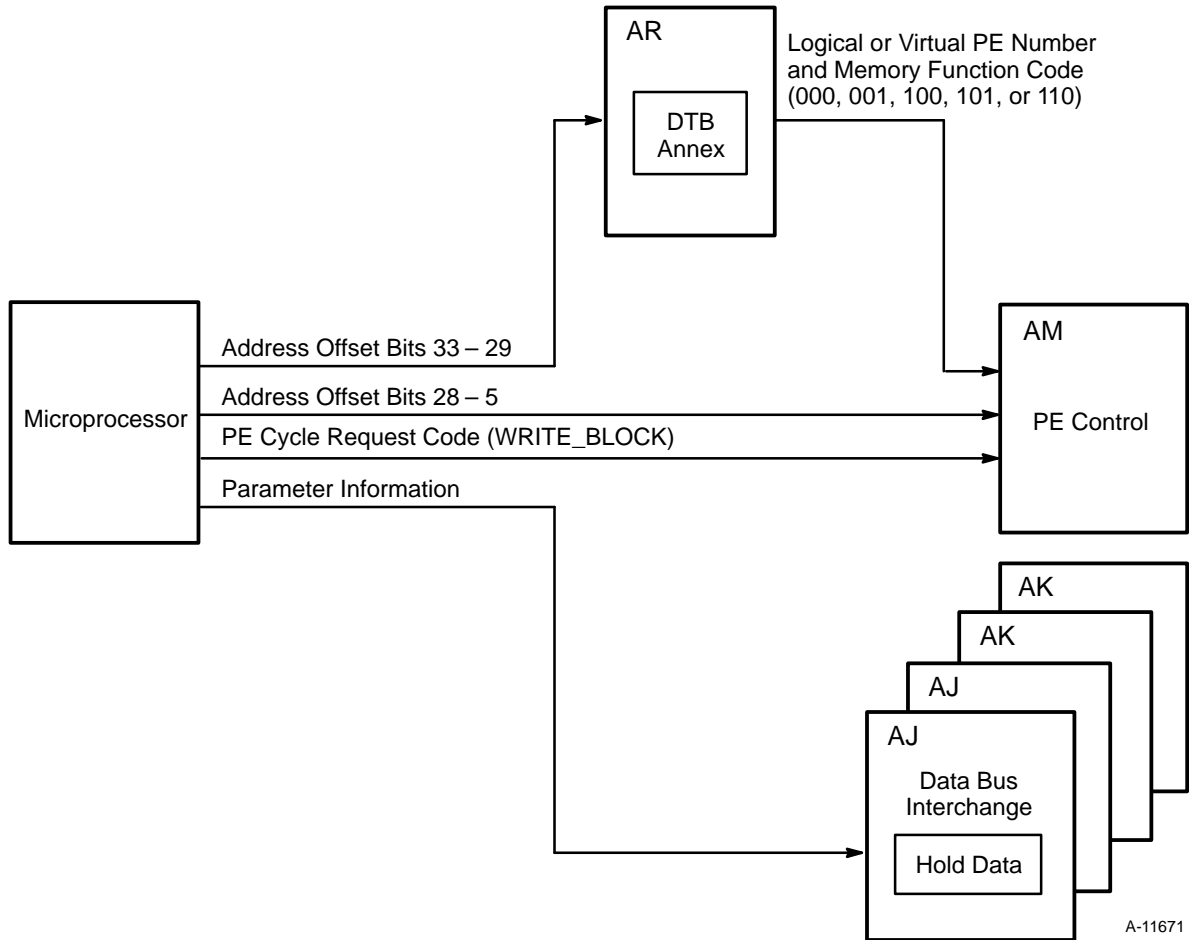 AR
DTB
Annex
Logical or Virtual PE Number
and Memory Function Code
(000, 001, 100, 101, or 110)
Microprocessor
Address Offset Bits 33 – 29
Address Offset Bits 28 – 5
PE Cycle Request Code (WRITE_BLOCK)
Parameter Information
AM
PE Control
AK
AK
AJ
AJ
Data Bus
Interchange
Hold Data
A-11671